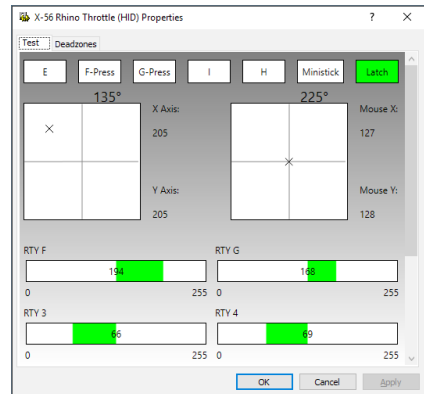 X-56 Rhino Throttle (HID) Properties
Test Deadzones
E F-Press G-Press I H Ministick Latch
135° 225°
X Axis: Mouse X:
205 127
Y Axis: Mouse Y:
205 128
RTY F RTY G
194 168
0 255 0 255
RTY 3 RTY 4
66 69
0 255 0 255
OK Cancel Apply